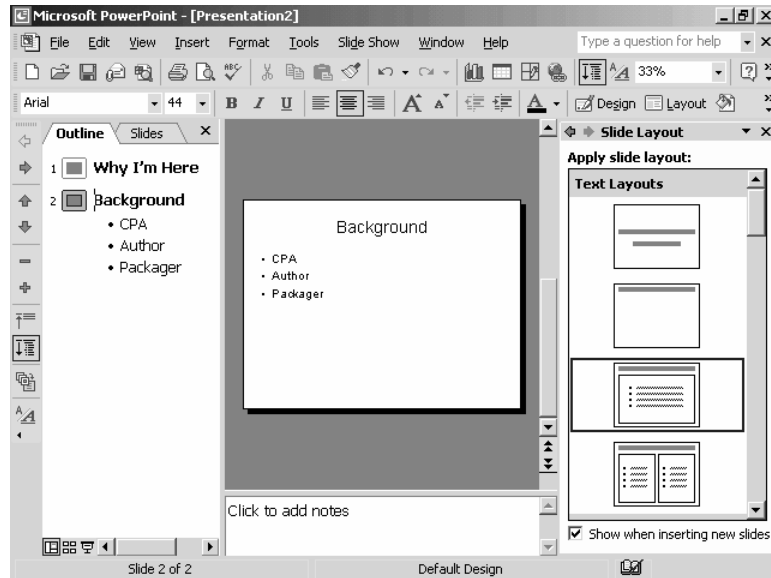 Microsoft PowerPoint - [Presentation2]
File Edit View Insert Format Tools Slide Show Window Help Type a question for help
ABC 33%
Arial 44 B I U A A A Design Layout
Outline Slides
Slide Layout
1 Why I'm Here
2 Background
• CPA
• Author
• Packager
Background
• CPA
• Author
• Packager
Click to add notes
Apply slide layout:
Text Layouts
Show when inserting new slides
Slide 2 of 2 Default Design